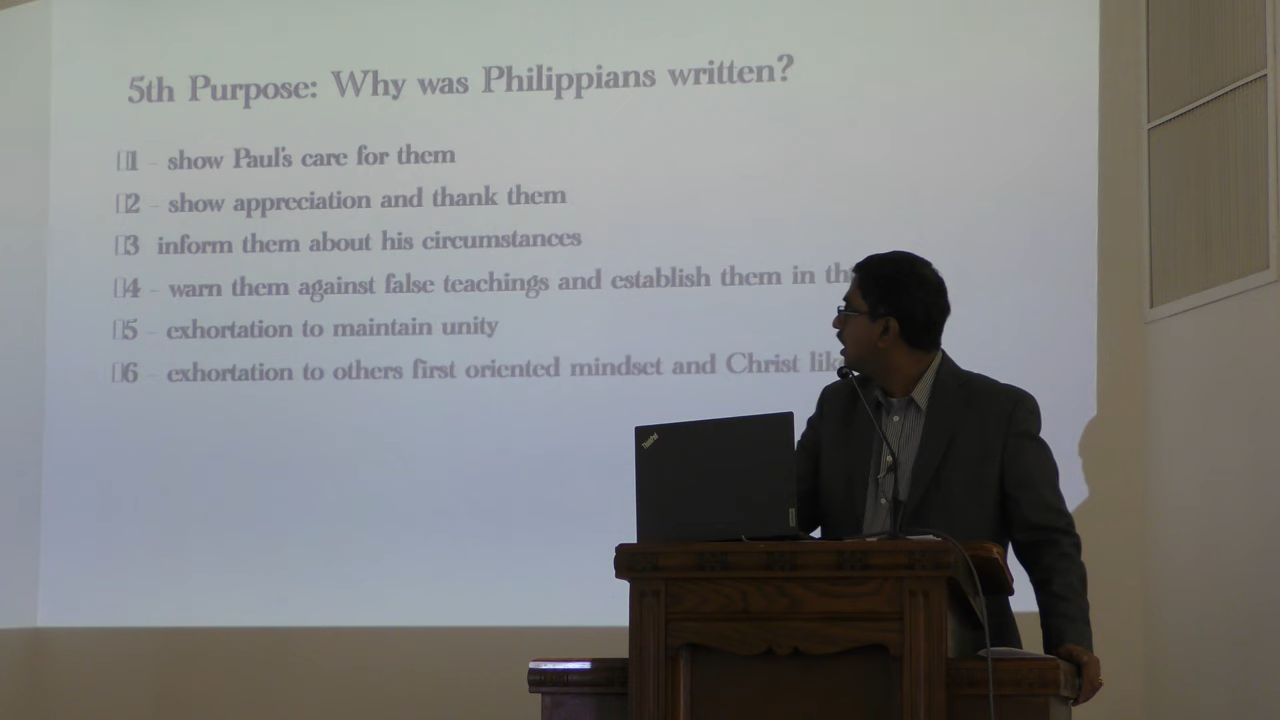 5th Purpose: Why was Philippians written?
1 - show Paul's care for them
2 - show appreciation and thank them
3 inform them about his circumstances
4 - warn them against false teachings and establish them in
5 - exhortation to maintain unity
6 - exhortation to others first oriented mindset and Christ
ThinkPad